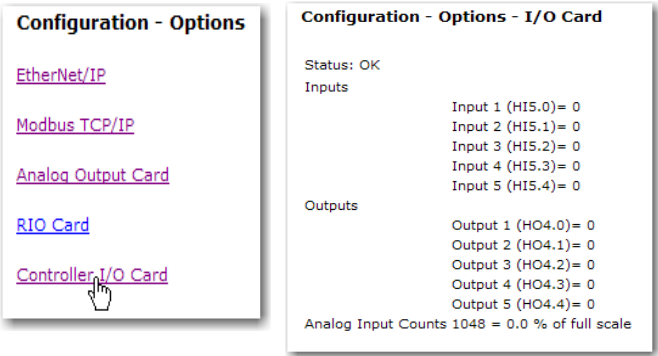 Configuration - Options
EtherNet/IP
Modbus TCP/IP
Analog Output Card
RIO Card
Controller I/O Card
Configuration - Options - I/O Card
Status: OK
Inputs
Input 1 (HI5.0)= 0
Input 2 (HI5.1)= 0
Input 3 (HI5.2)= 0
Input 4 (HI5.3)= 0
Input 5 (HI5.4)= 0
Outputs
Output 1 (HO4.0)= 0
Output 2 (HO4.1)= 0
Output 3 (HO4.2)= 0
Output 4 (HO4.3)= 0
Output 5 (HO4.4)= 0
Analog Input Counts 1048 = 0.0 % of full scale